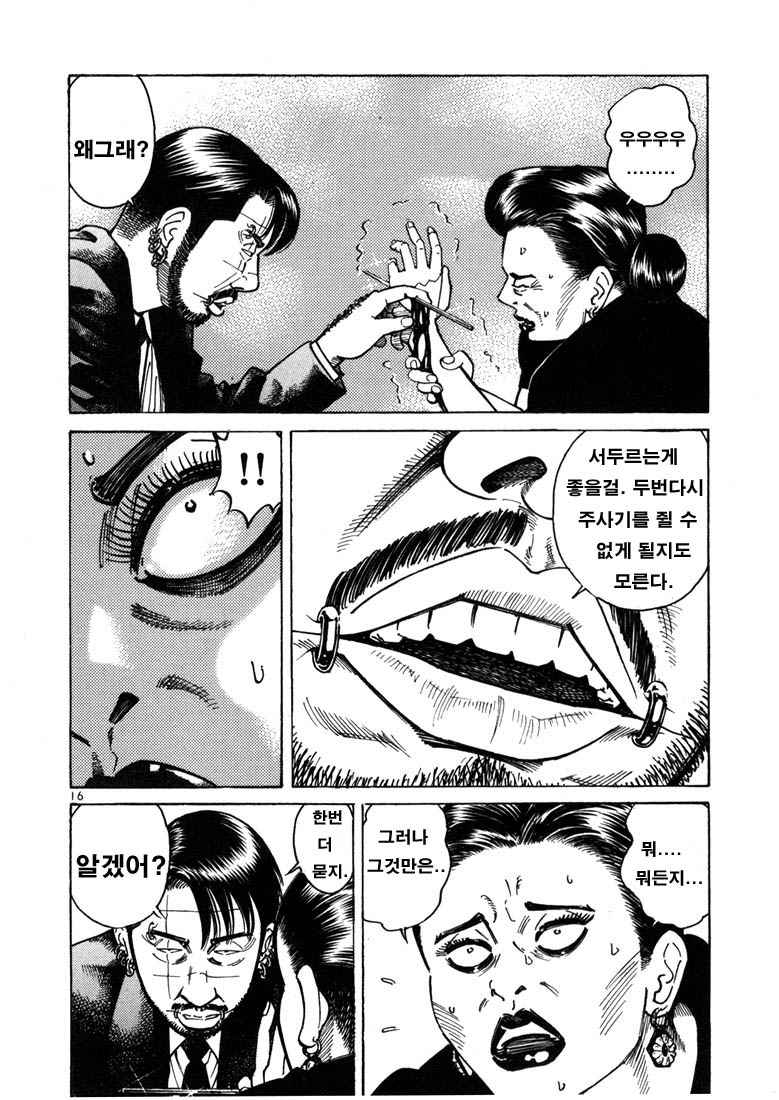 우우우우
........
왜그래?
서두르는게
좋을걸. 두번다시
주사기를 쥘 수
없게 될지도
모른다.
!!
16
뭐....
뭐든지...
그러나
그것만은..
한번
더
묻지.
알겠어?